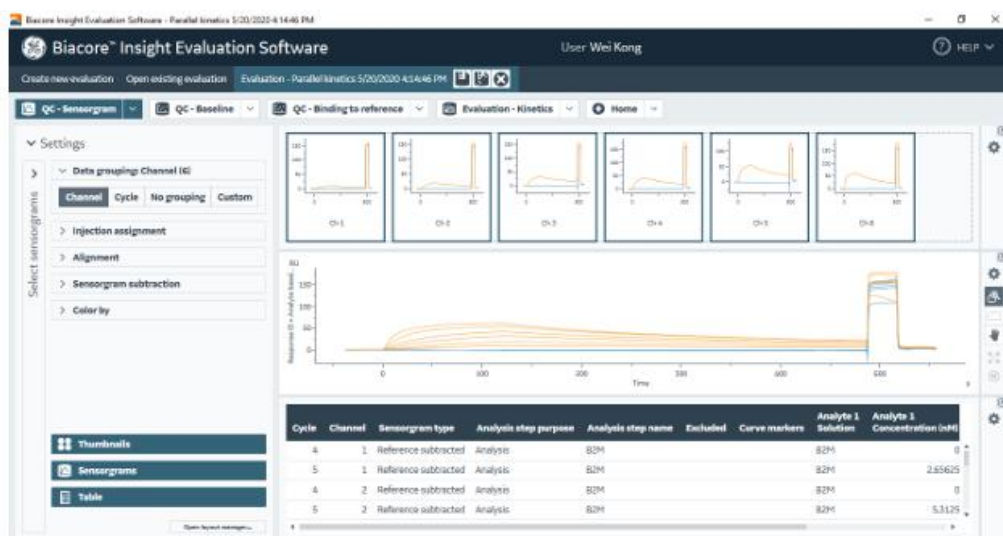 Biacore Insight Evaluation Software - Parallel kinetics 5/20/2020 4:14:46 PM
Biacore™ Insight Evaluation Software
User Wei Kong
HELP
Create new evaluation Open existing evaluation Evaluation - Parallel kinetics 5/20/2020 4:14:46 PM
QC - Sensorgram QC - Baseline QC - Binding to reference Evaluation - Kinetics Home
Settings
Select sensorgrams
Data grouping: Channel (6)
Channel Cycle No grouping Custom
Injection assignment
Alignment
Sensorgram subtraction
Color by
Ch 1 Ch 2 Ch 3 Ch 4 Ch 5 Ch 6
RU
Response (0 = Analyte basel...
150
100
50
0
0 100 200 300 400 500
Time
s
Cycle Channel Sensorgram type Analysis step purpose Analysis step name Excluded Curve markers Analyte 1 Solution Analyte 1 Concentration (nM)
4 1 Reference subtracted Analysis B2M B2M 0
5 1 Reference subtracted Analysis B2M B2M 2.65625
4 2 Reference subtracted Analysis B2M B2M 0
5 2 Reference subtracted Analysis B2M B2M 5.3125
Thumbnails
Sensorgrams
Table
Open layout manager...